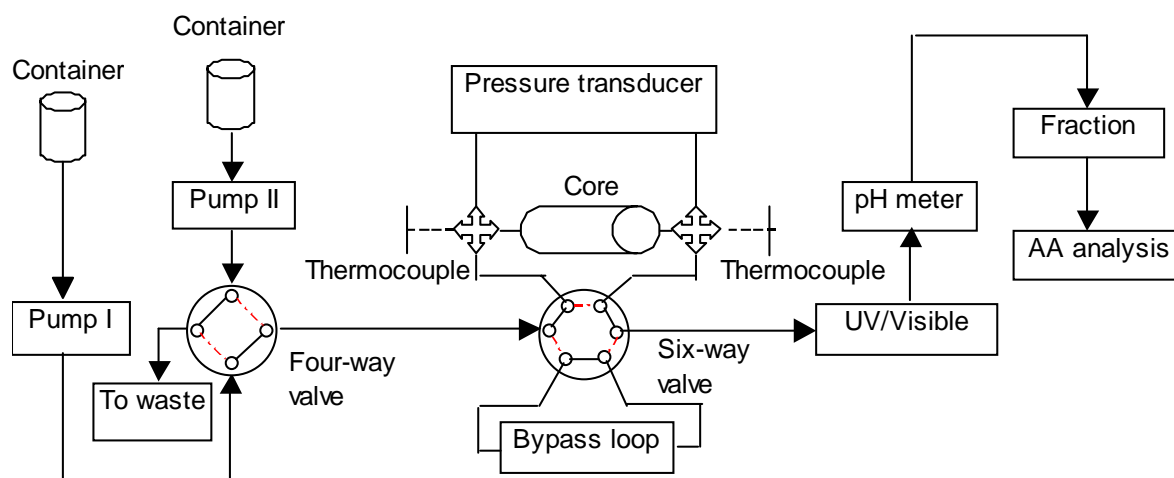 Container
Container
Pressure transducer
Fraction
Core
Pump II
pH meter
AA analysis
Thermocouple
Thermocouple
Pump I
UV/Visible
Four-way
valve
Six-way
valve
To waste
Bypass loop